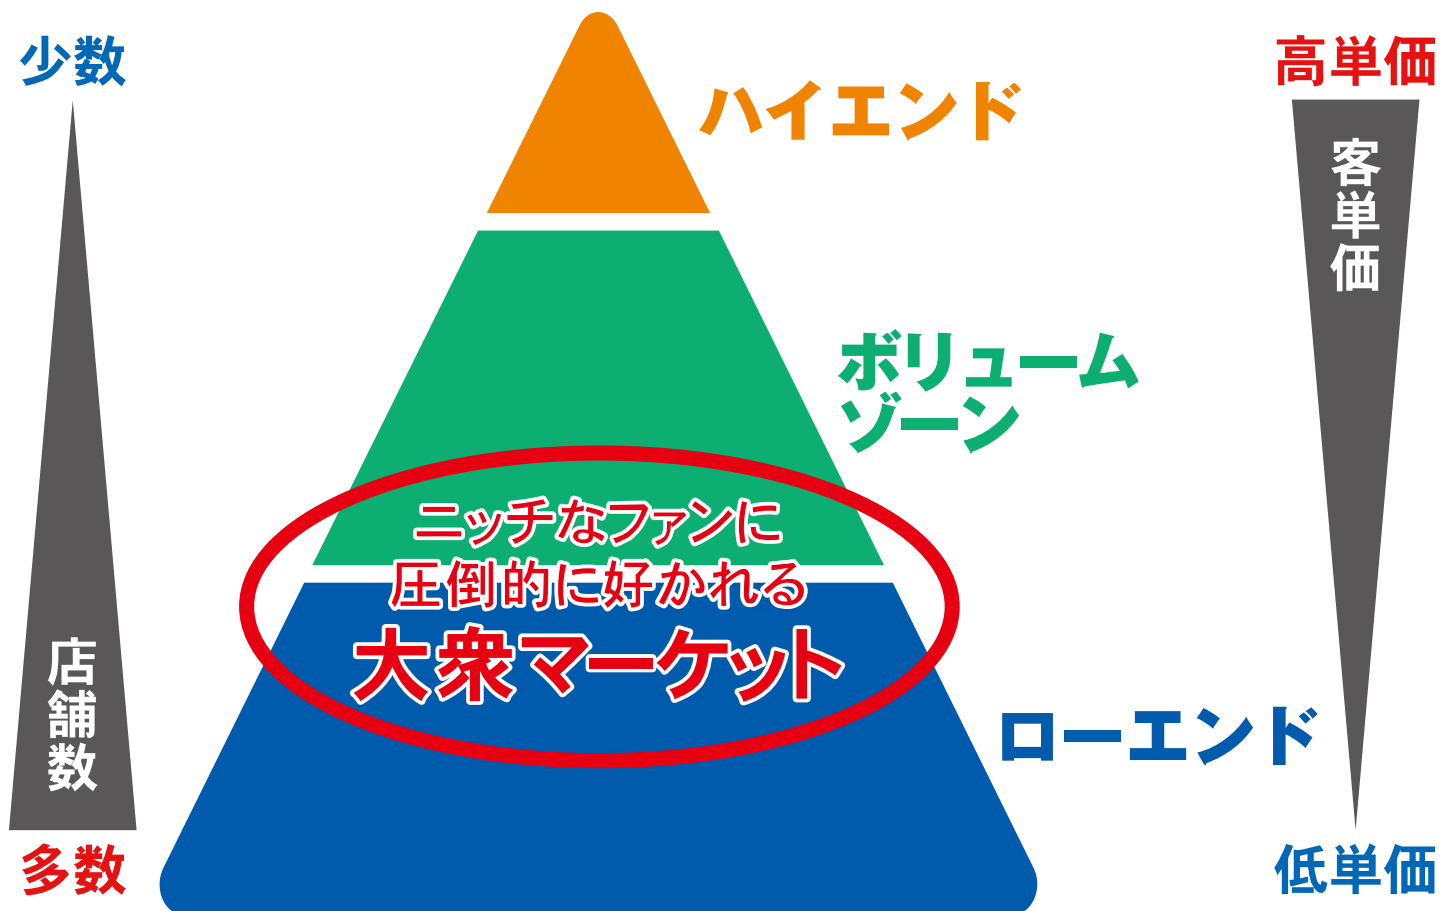 少数
高単価
ハイエンド
客単価
ボリューム
ゾーン
ニッチなファンに
圧倒的に好かれる
大衆マーケット
店舗数
ローエンド
多数
低単価